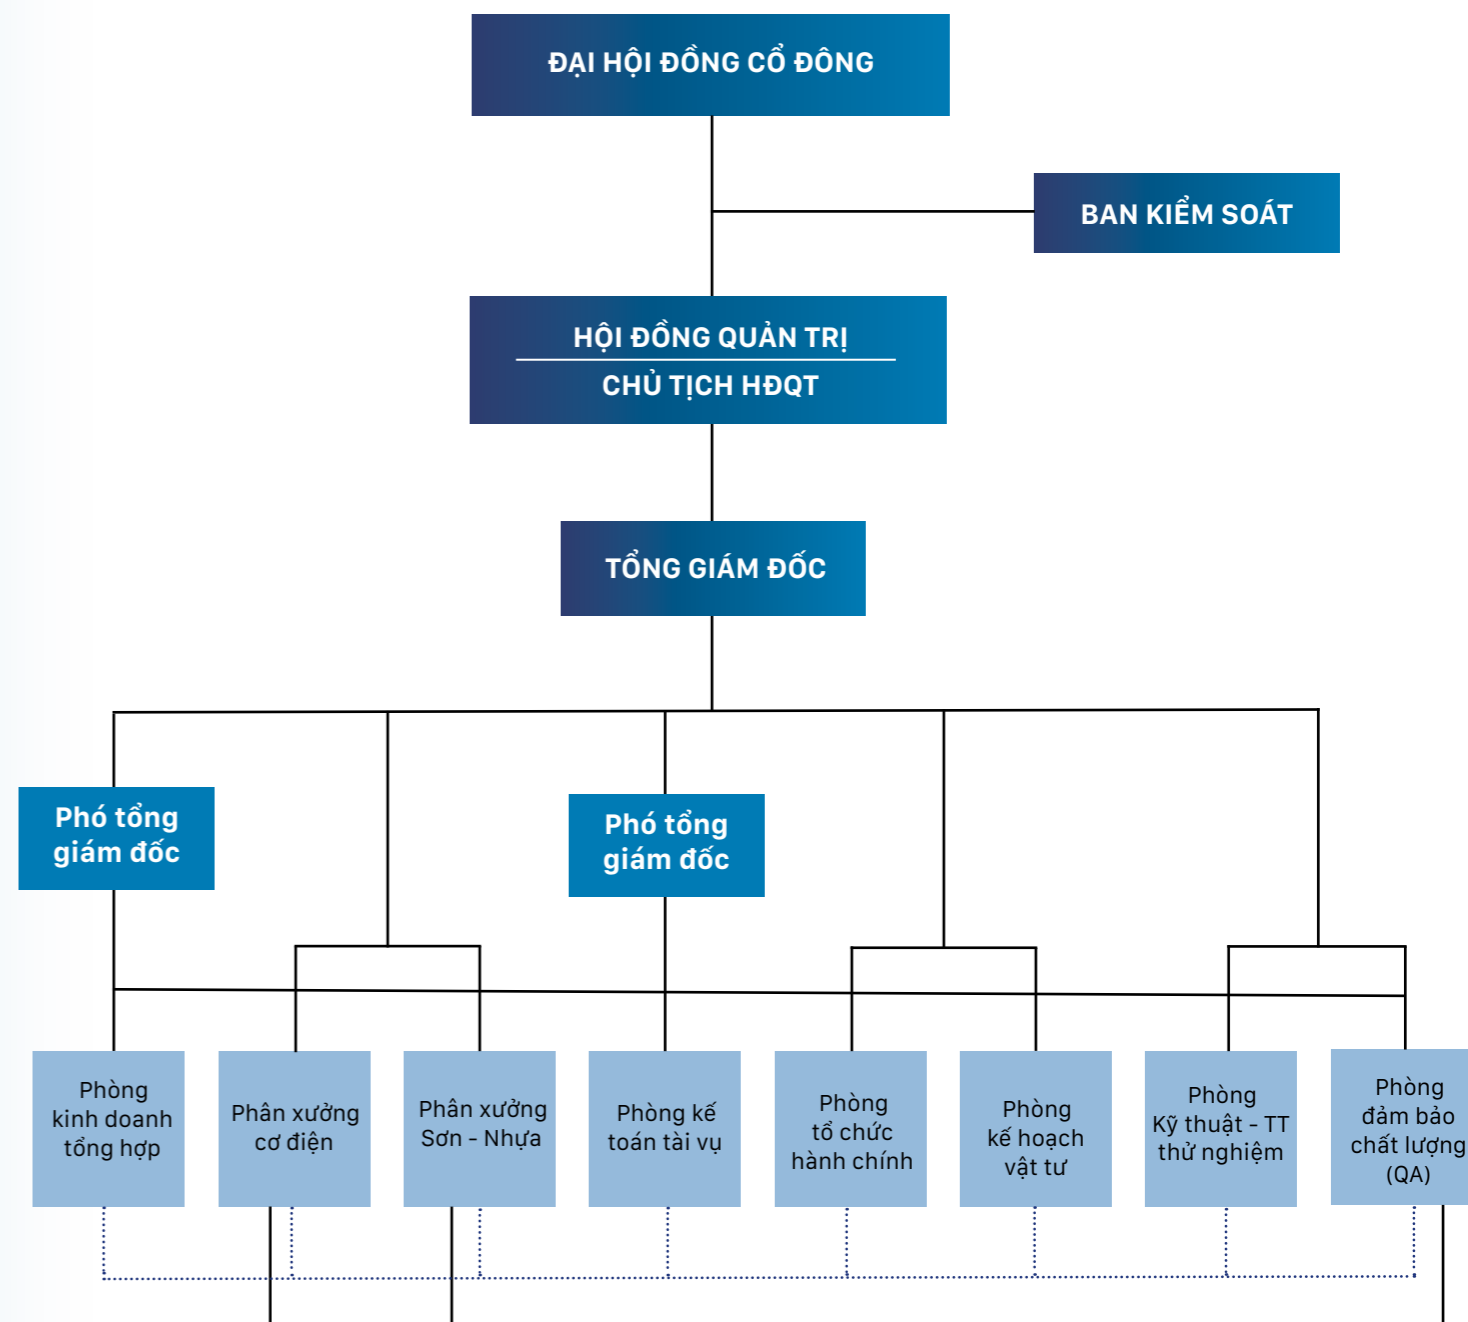 ĐẠI HỘI ĐỒNG CỔ ĐÔNG
BAN KIỂM SOÁT
HỘI ĐỒNG QUẢN TRỊ
CHỦ TỊCH HĐQT
TỔNG GIÁM ĐỐC
Phó tổng
giám đốc
Phó tổng
giám đốc
Phòng
kinh doanh
tổng hợp
Phân xưởng
cơ điện
Phân xưởng
Sơn - Nhựa
Phòng kế
toán tài vụ
Phòng
tổ chức
hành chính
Phòng
kế hoạch
vật tư
Phòng
Kỹ thuật - TT
thử nghiệm
Phòng
đảm bảo
chất lượng
(QA)